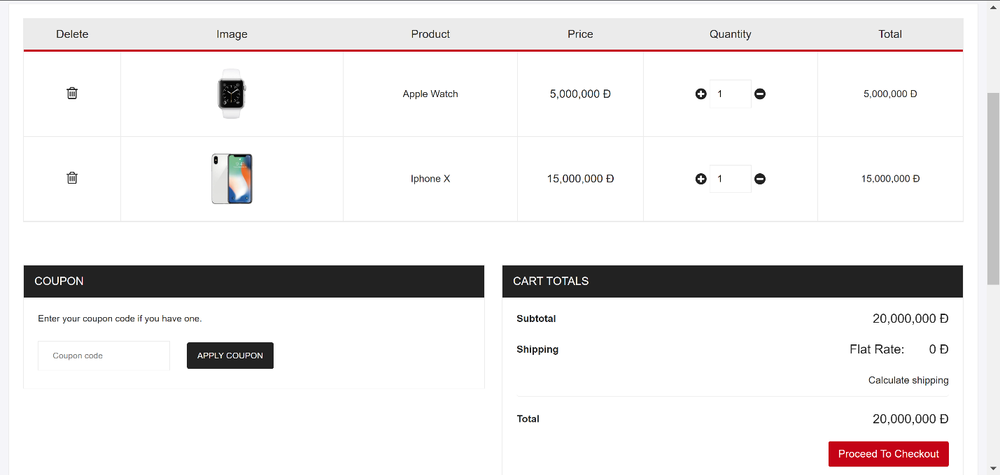 Delete Image Product Price Quantity Total
Apple Watch 5,000,000 Đ 1 5,000,000 Đ
Iphone X 15,000,000 Đ 1 15,000,000 Đ
COUPON
Enter your coupon code if you have one.
Coupon code APPLY COUPON
CART TOTALS
Subtotal 20,000,000 Đ
Shipping Flat Rate: 0 Đ
Calculate shipping
Total 20,000,000 Đ
Proceed To Checkout